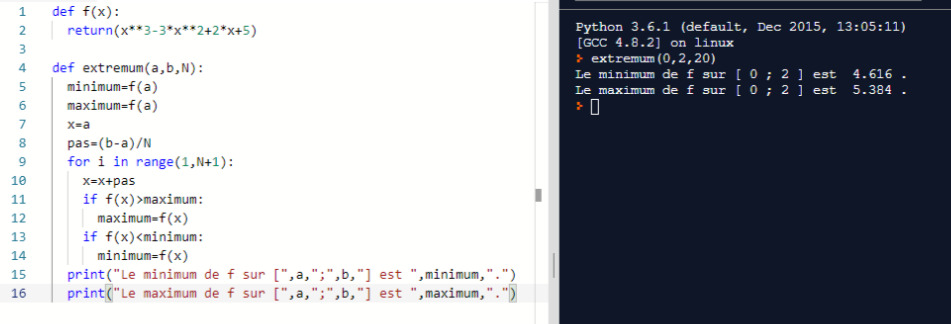 1 def f(x):
2   return(x**3-3*x**2+2*x+5)
3
4 def extremum(a,b,N):
5   minimum=f(a)
6   maximum=f(a)
7   x=a
8   pas=(b-a)/N
9   for i in range(1,N+1):
10     x=x+pas
11     if f(x)>maximum:
12       maximum=f(x)
13     if f(x)<minimum:
14       minimum=f(x)
15   print("Le minimum de f sur [",a,";",b,"] est ",minimum,".")
16   print("Le maximum de f sur [",a,";",b,"] est ",maximum,".")
Python 3.6.1 (default, Dec 2015, 13:05:11)
[GCC 4.8.2] on linux
> extremum(0,2,20)
Le minimum de f sur [ 0 ; 2 ] est  4.616 .
Le maximum de f sur [ 0 ; 2 ] est  5.384 .
>